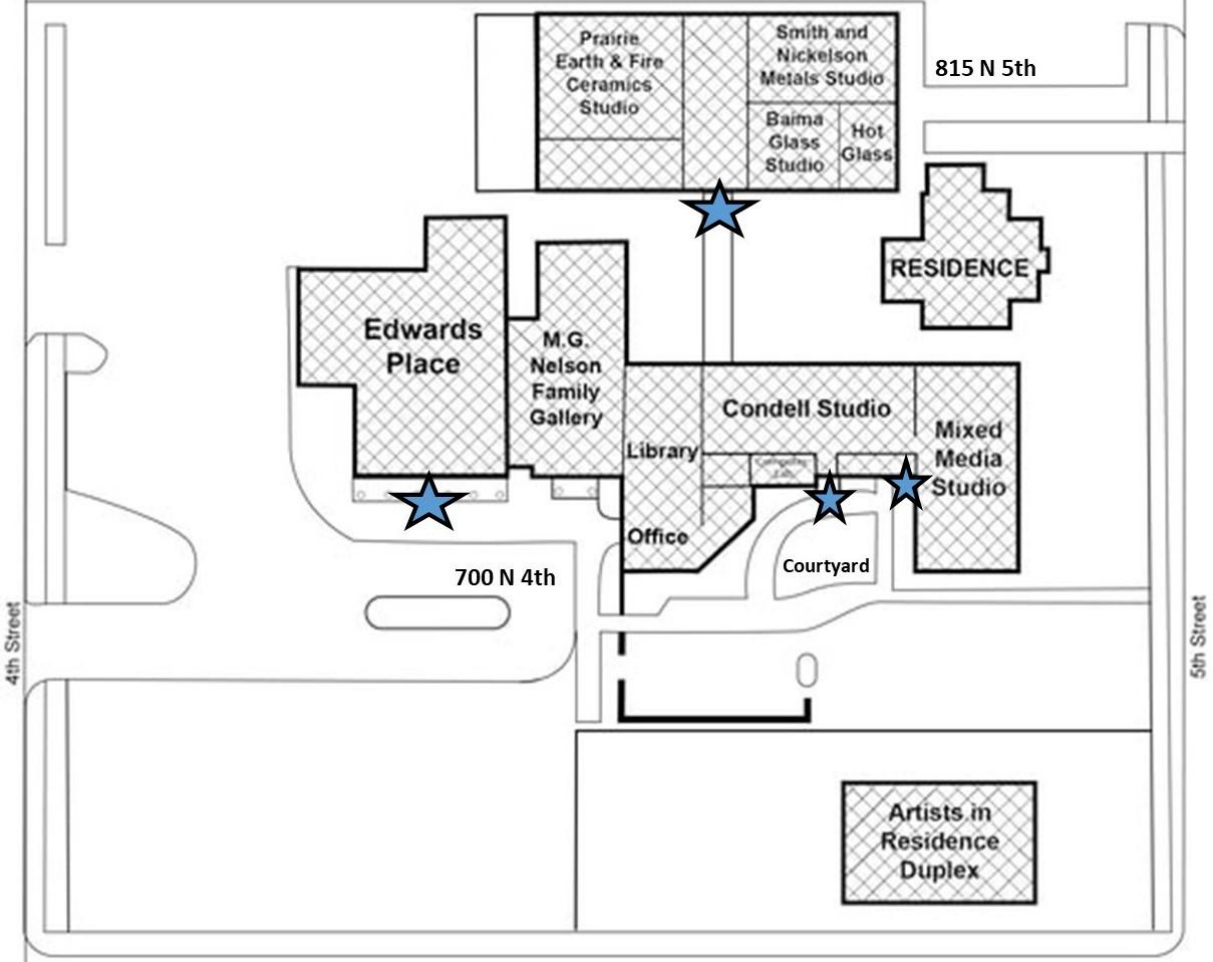 Prairie
Earth & Fire
Ceramics
Studio
Smith and
Nickelson
Metals Studio
Baima
Glass
Studio
Hot
Glass
815 N 5th
RESIDENCE
Edwards
Place
M.G.
Nelson
Family
Gallery
Condell Studio
Library
Mixed
Media
Studio
Office
Courtyard
700 N 4th
4th Street
5th Street
Artists in
Residence
Duplex